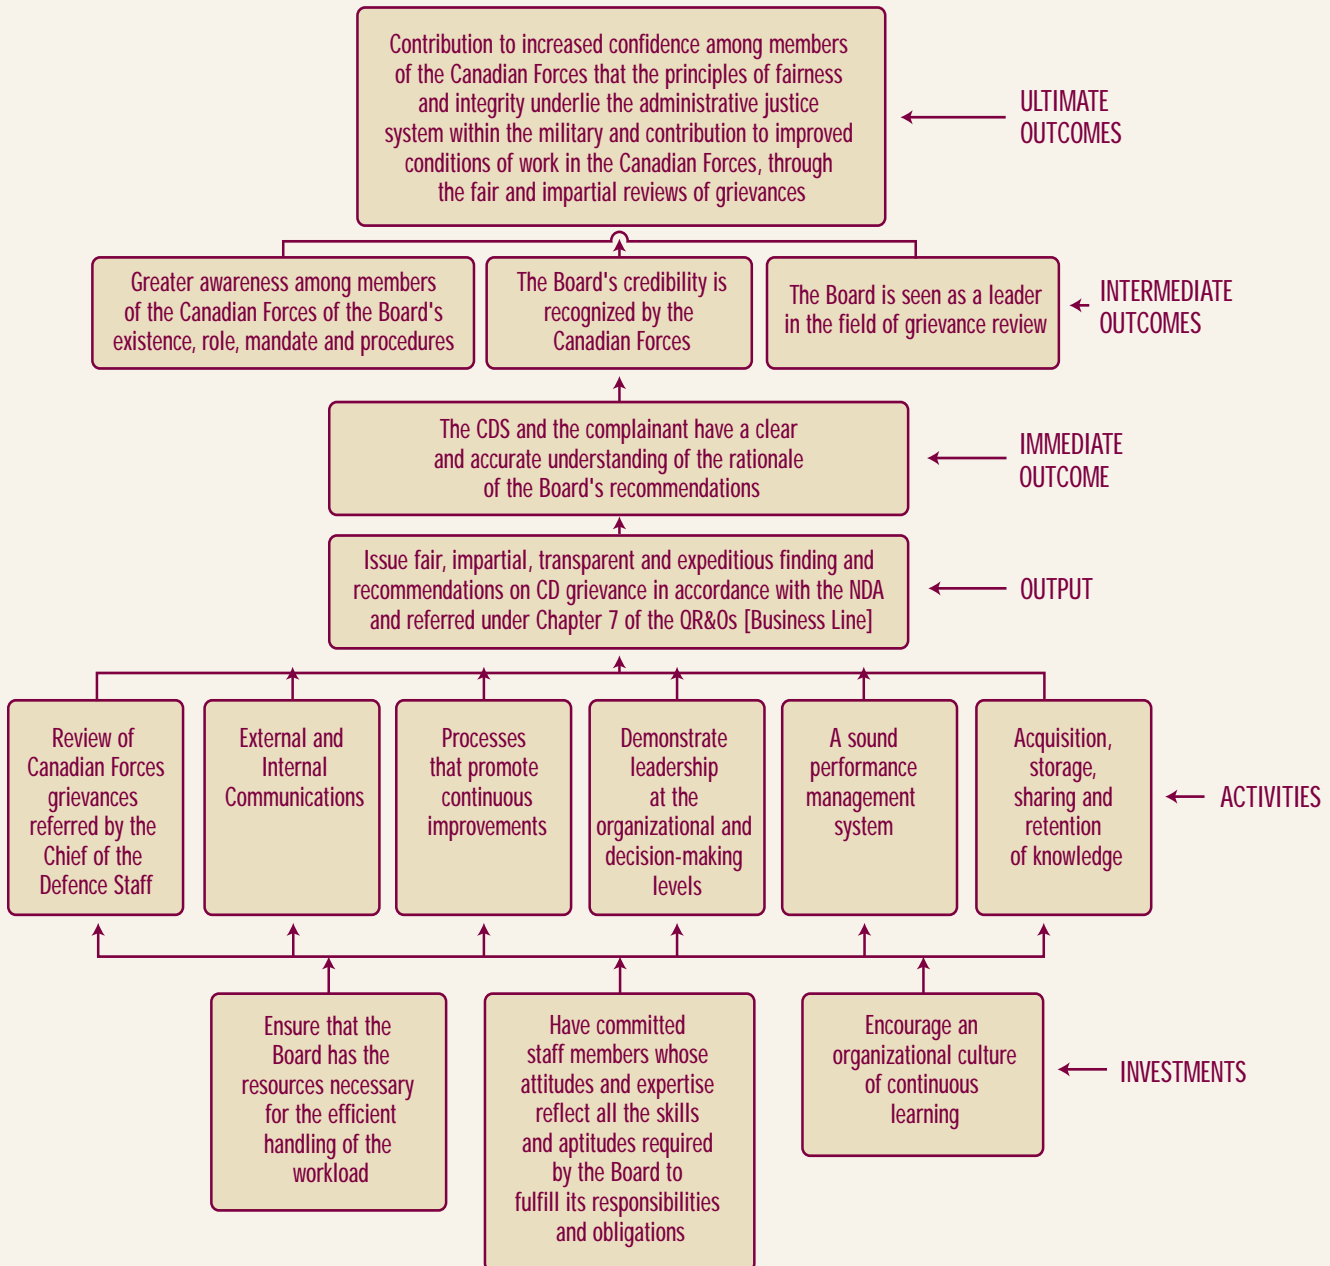 Contribution to increased confidence among members
of the Canadian Forces that the principles of fairness
and integrity underlie the administrative justice
system within the military and contribution to improved
conditions of work in the Canadian Forces, through
the fair and impartial reviews of grievances
ULTIMATE
OUTCOMES
Greater awareness among members
of the Canadian Forces of the Board's
existence, role, mandate and procedures
The Board's credibility is
recognized by the
Canadian Forces
The Board is seen as a leader
in the field of grievance review
INTERMEDIATE
OUTCOMES
The CDS and the complainant have a clear
and accurate understanding of the rationale
of the Board's recommendations
IMMEDIATE
OUTCOME
Issue fair, impartial, transparent and expeditious finding and
recommendations on CD grievance in accordance with the NDA
and referred under Chapter 7 of the QR&Os [Business Line]
OUTPUT
Review of
Canadian Forces
grievances
referred by the
Chief of the
Defence Staff
External and
Internal
Communications
Processes
that promote
continuous
improvements
Demonstrate
leadership
at the
organizational and
decision-making
levels
A sound
performance
management
system
Acquisition,
storage,
sharing and
retention
of knowledge
ACTIVITIES
Ensure that the
Board has the
resources necessary
for the efficient
handling of the
workload
Have committed
staff members whose
attitudes and expertise
reflect all the skills
and aptitudes required
by the Board to
fulfill its responsibilities
and obligations
Encourage an
organizational culture
of continuous
learning
INVESTMENTS